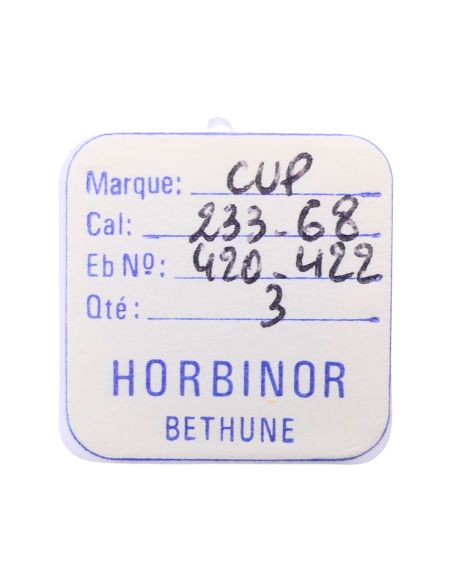 Marque: CUP
Cal: 233-68
Eb Nº: 420-422
Qté: 3
HORBINOR
BETHUNE